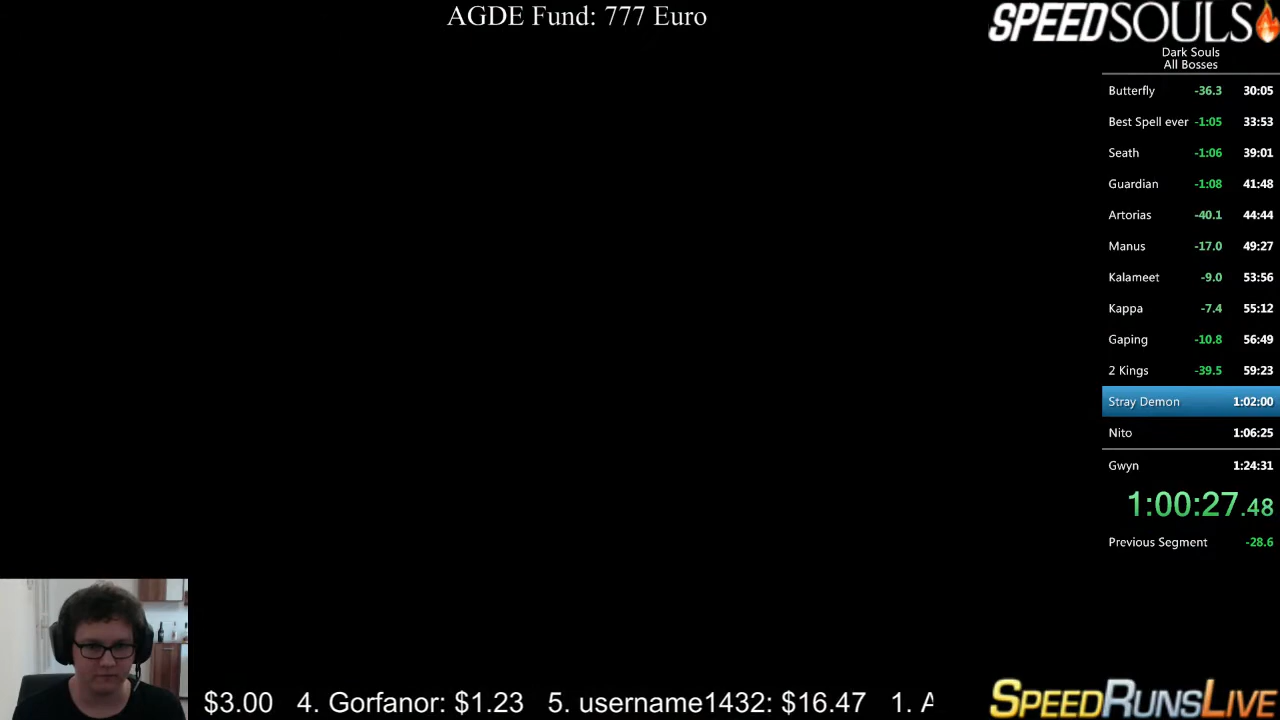 AGDE Fund: 777 Euro
SPEEDSOULS
Dark Souls
All Bosses
Butterfly -36.3 30:05
Best Spell ever -1:05 33:53
Seath -1:06 39:01
Guardian -1:08 41:48
Artorias -40.1 44:44
Manus -17.0 49:27
Kalameet -9.0 53:56
Kappa -7.4 55:12
Gaping -10.8 56:49
2 Kings -39.5 59:23
Stray Demon 1:02:00
Nito 1:06:25
Gwyn 1:24:31
1:00:27.48
Previous Segment -28.6
$3.00 4. Gorfanor: $1.23 5. username1432: $16.47 1.
SPEEDRUNSLIVE